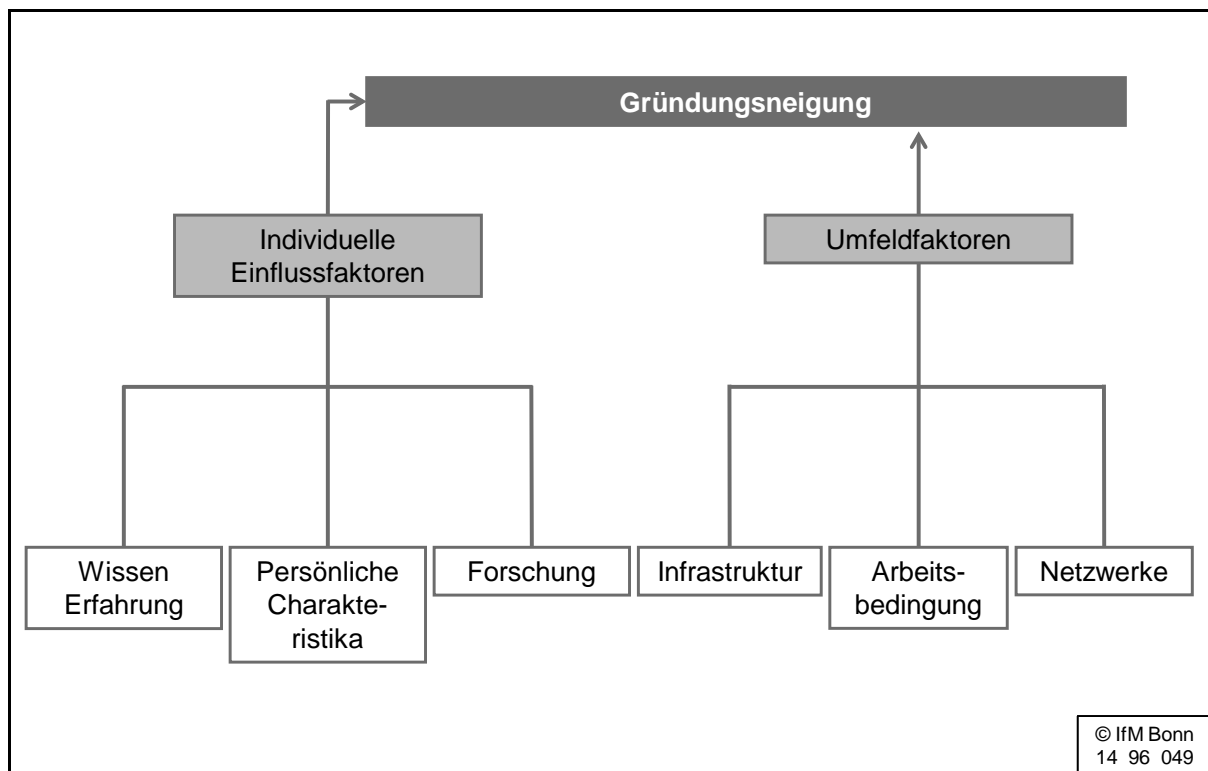 Gründungsneigung
Individuelle
Einflussfaktoren
Umfeldfaktoren
Wissen
Erfahrung
Persönliche
Charakte-
ristika
Forschung
Infrastruktur
Arbeits-
bedingung
Netzwerke
© IfM Bonn
14 96 049